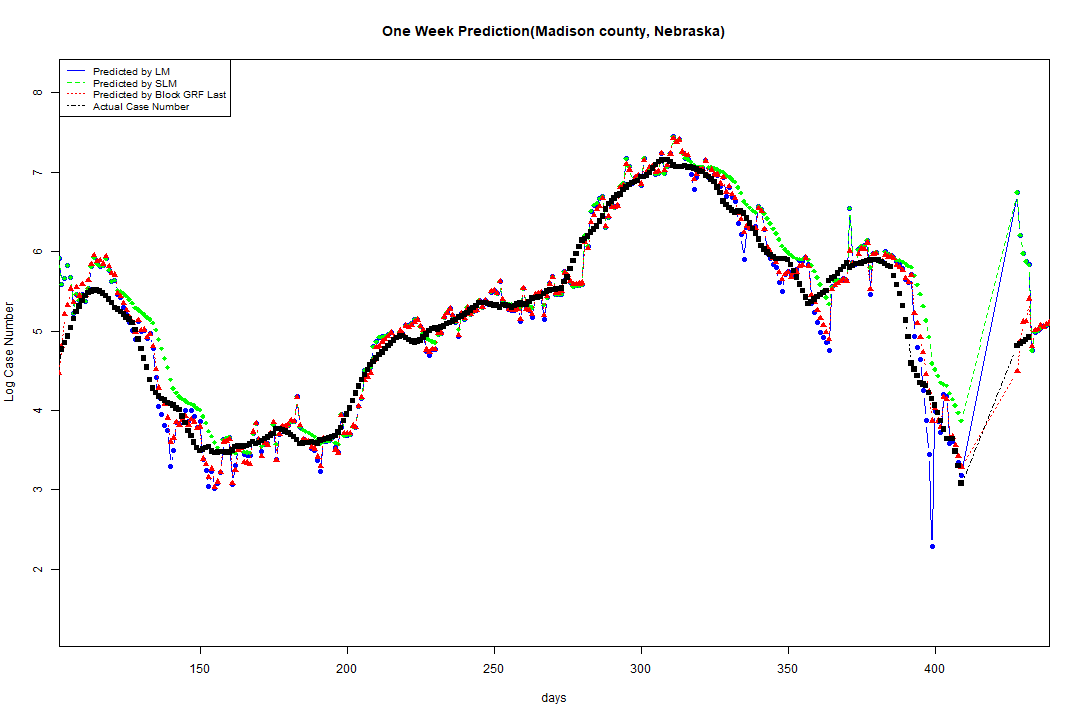 One Week Prediction(Madison county, Nebraska)
Predicted by LM
Predicted by SLM
Predicted by Block GRF Last
Actual Case Number
8
7
6
5
4
3
2
Log Case Number
150 200 250 300 350 400
days